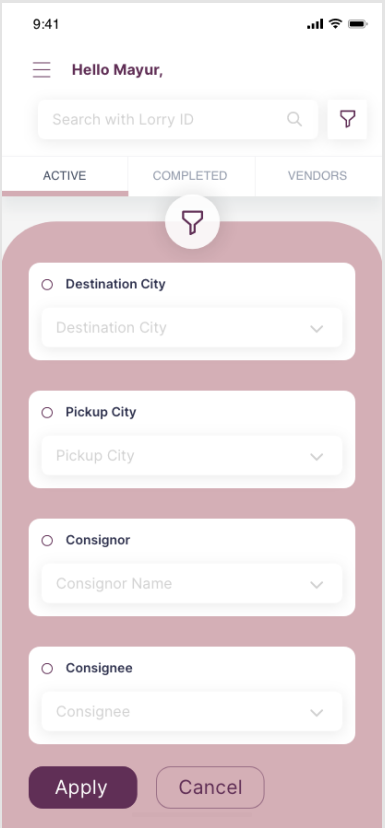 9:41
Hello Mayur,
Search with Lorry ID
ACTIVE COMPLETED VENDORS
Destination City
Destination City
Pickup City
Pickup City
Consignor
Consignor Name
Consignee
Consignee
Apply Cancel